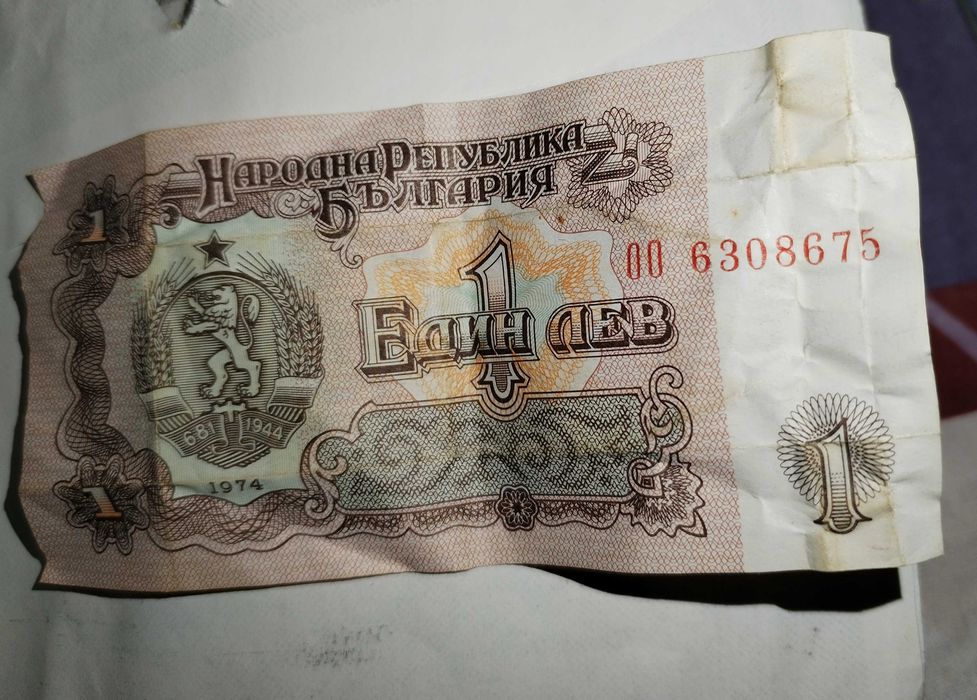 НАРОДНА РЕПУБЛИКА
БЪЛГАРИЯ
1
ОО 6308675
1
ЕДИН ЛЕВ
681 1944
1974
1
1